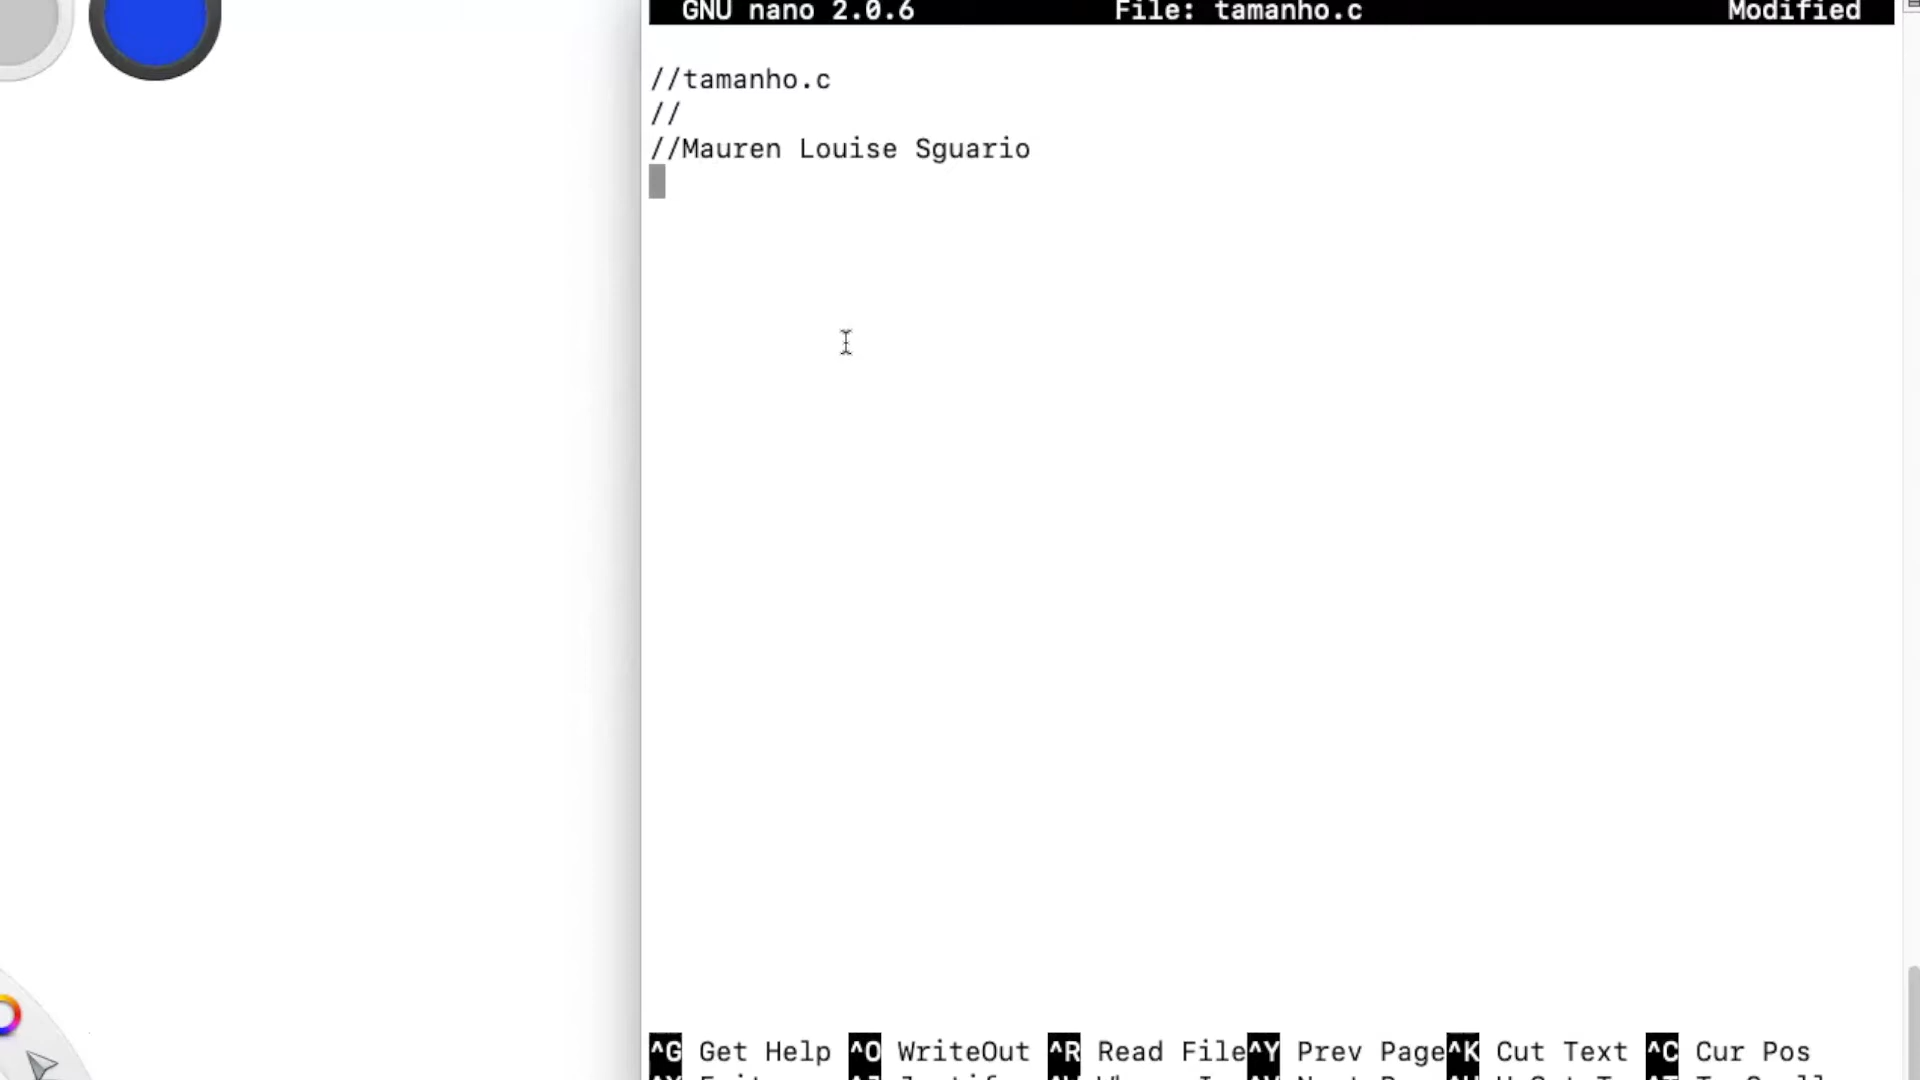 GNU nano 2.0.6 File: tamanho.c Modified
//tamanho.c
//
//Mauren Louise Sguario
^G Get Help ^O WriteOut ^R Read File ^Y Prev Page ^K Cut Text ^C Cur Pos